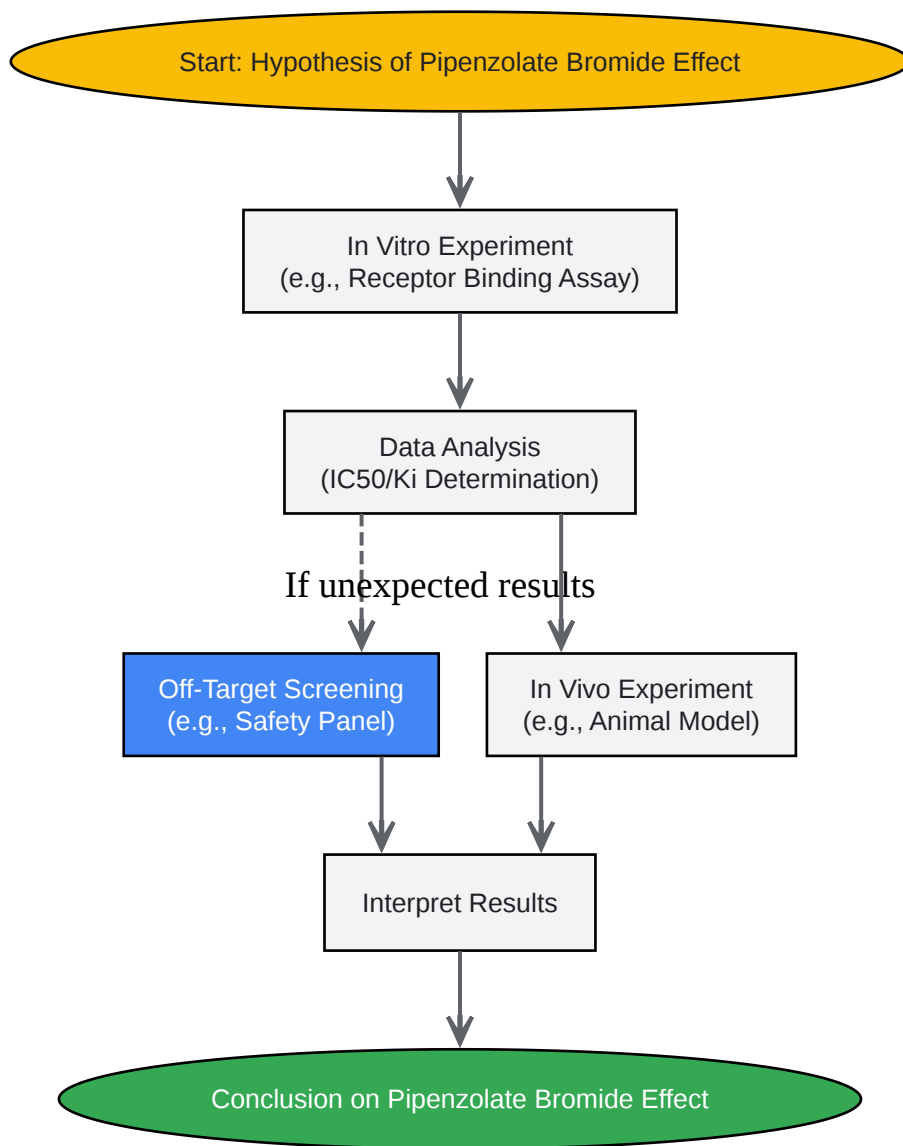 Start: Hypothesis of Pipenzolate Bromide Effect
In Vitro Experiment
(e.g., Receptor Binding Assay)
Data Analysis
(IC50/Ki Determination)
If unexpected results
Off-Target Screening
(e.g., Safety Panel)
In Vivo Experiment
(e.g., Animal Model)
Interpret Results
Conclusion on Pipenzolate Bromide Effect